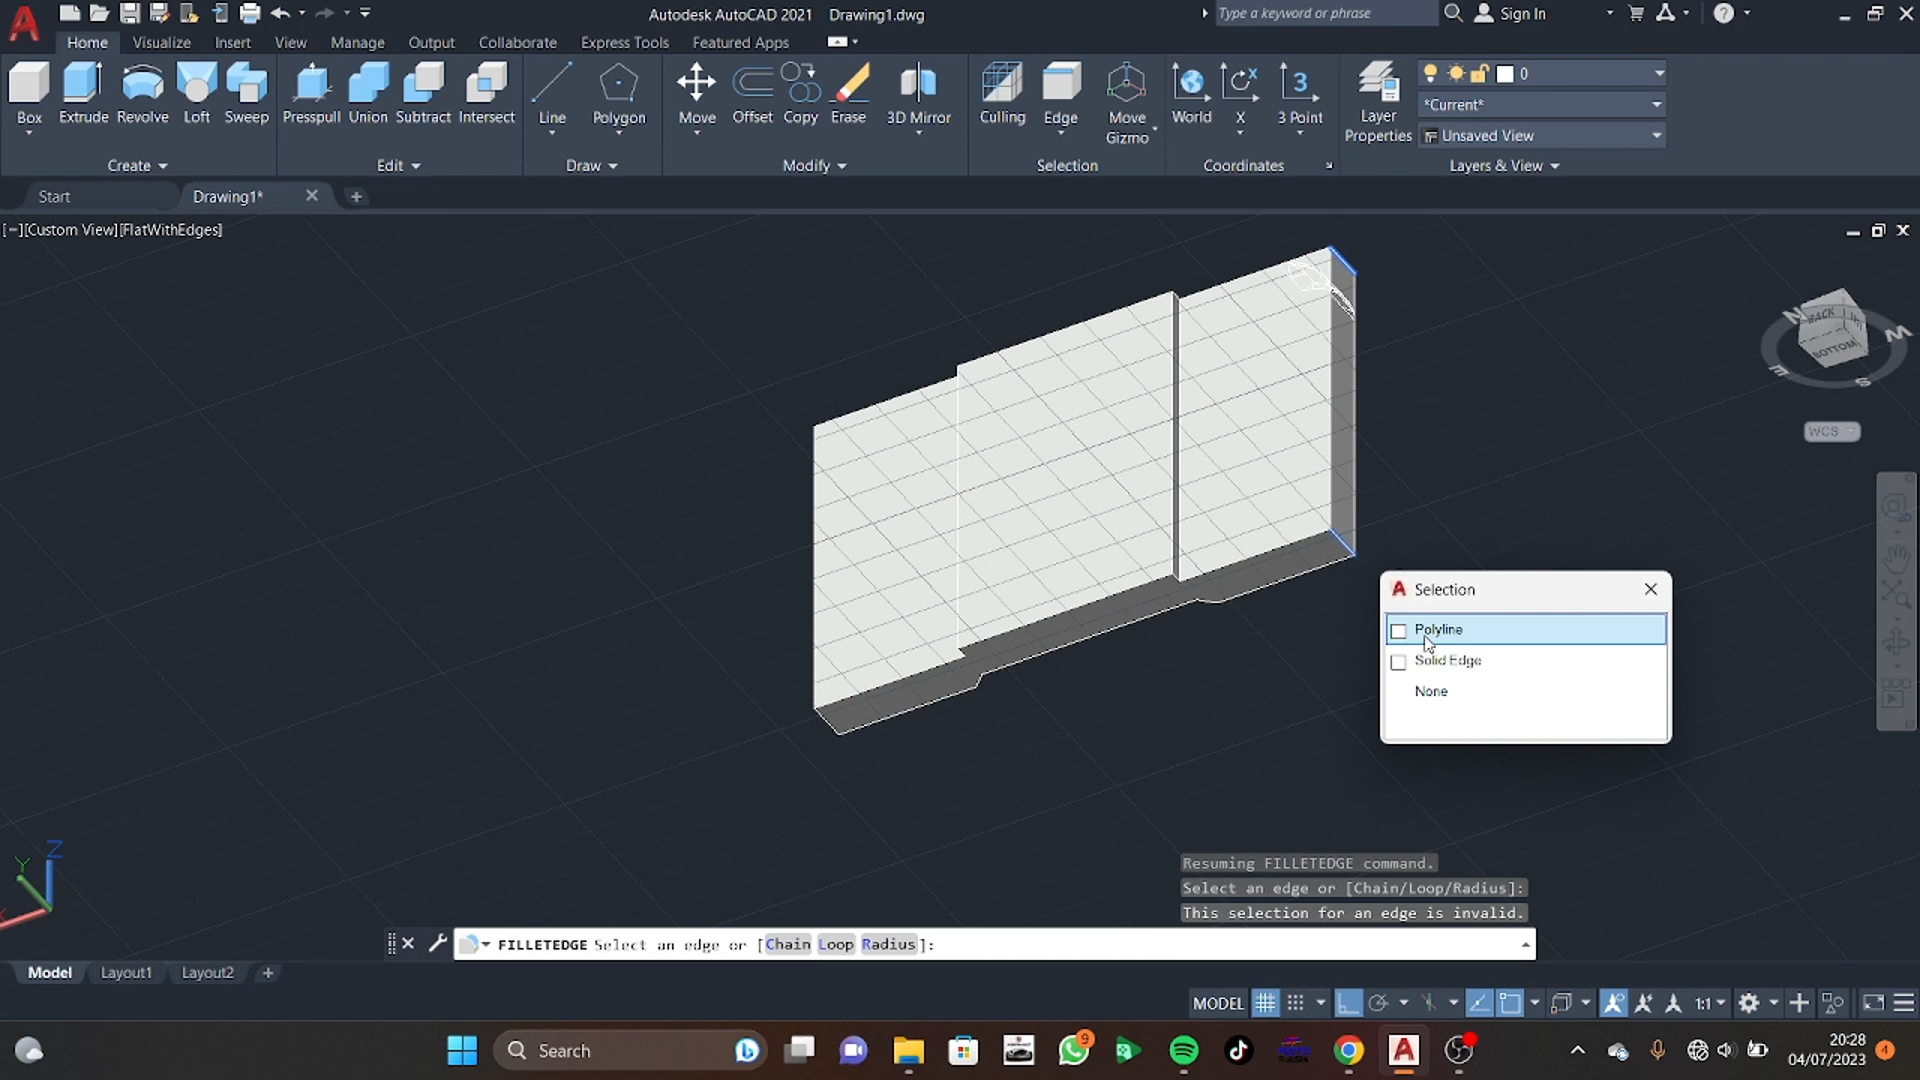 Autodesk AutoCAD 2021 Drawing1.dwg
Type a keyword or phrase
Sign In
Home Visualize Insert View Manage Output Collaborate Express Tools Featured Apps
Box Extrude Revolve Loft Sweep Presspull Union Subtract Intersect Line Polygon Move Offset Copy Erase 3D Mirror Culling Edge Move Gizmo World X 3 Point Layer Properties
0
*Current*
Unsaved View
Create Edit Draw Modify Selection Coordinates Layers & View
Start Drawing1*
[−][Custom View][FlatWithEdges]
N BACK M
BOTTOM
E S
WCS
Selection
Polyline
Solid Edge
None
Z
Y
Resuming FILLETEDGE command.
Select an edge or [Chain/Loop/Radius]:
This selection for an edge is invalid.
FILLETEDGE Select an edge or [Chain Loop Radius]:
Model Layout1 Layout2
MODEL 1:1
Search
9
20:28
04/07/2023
4